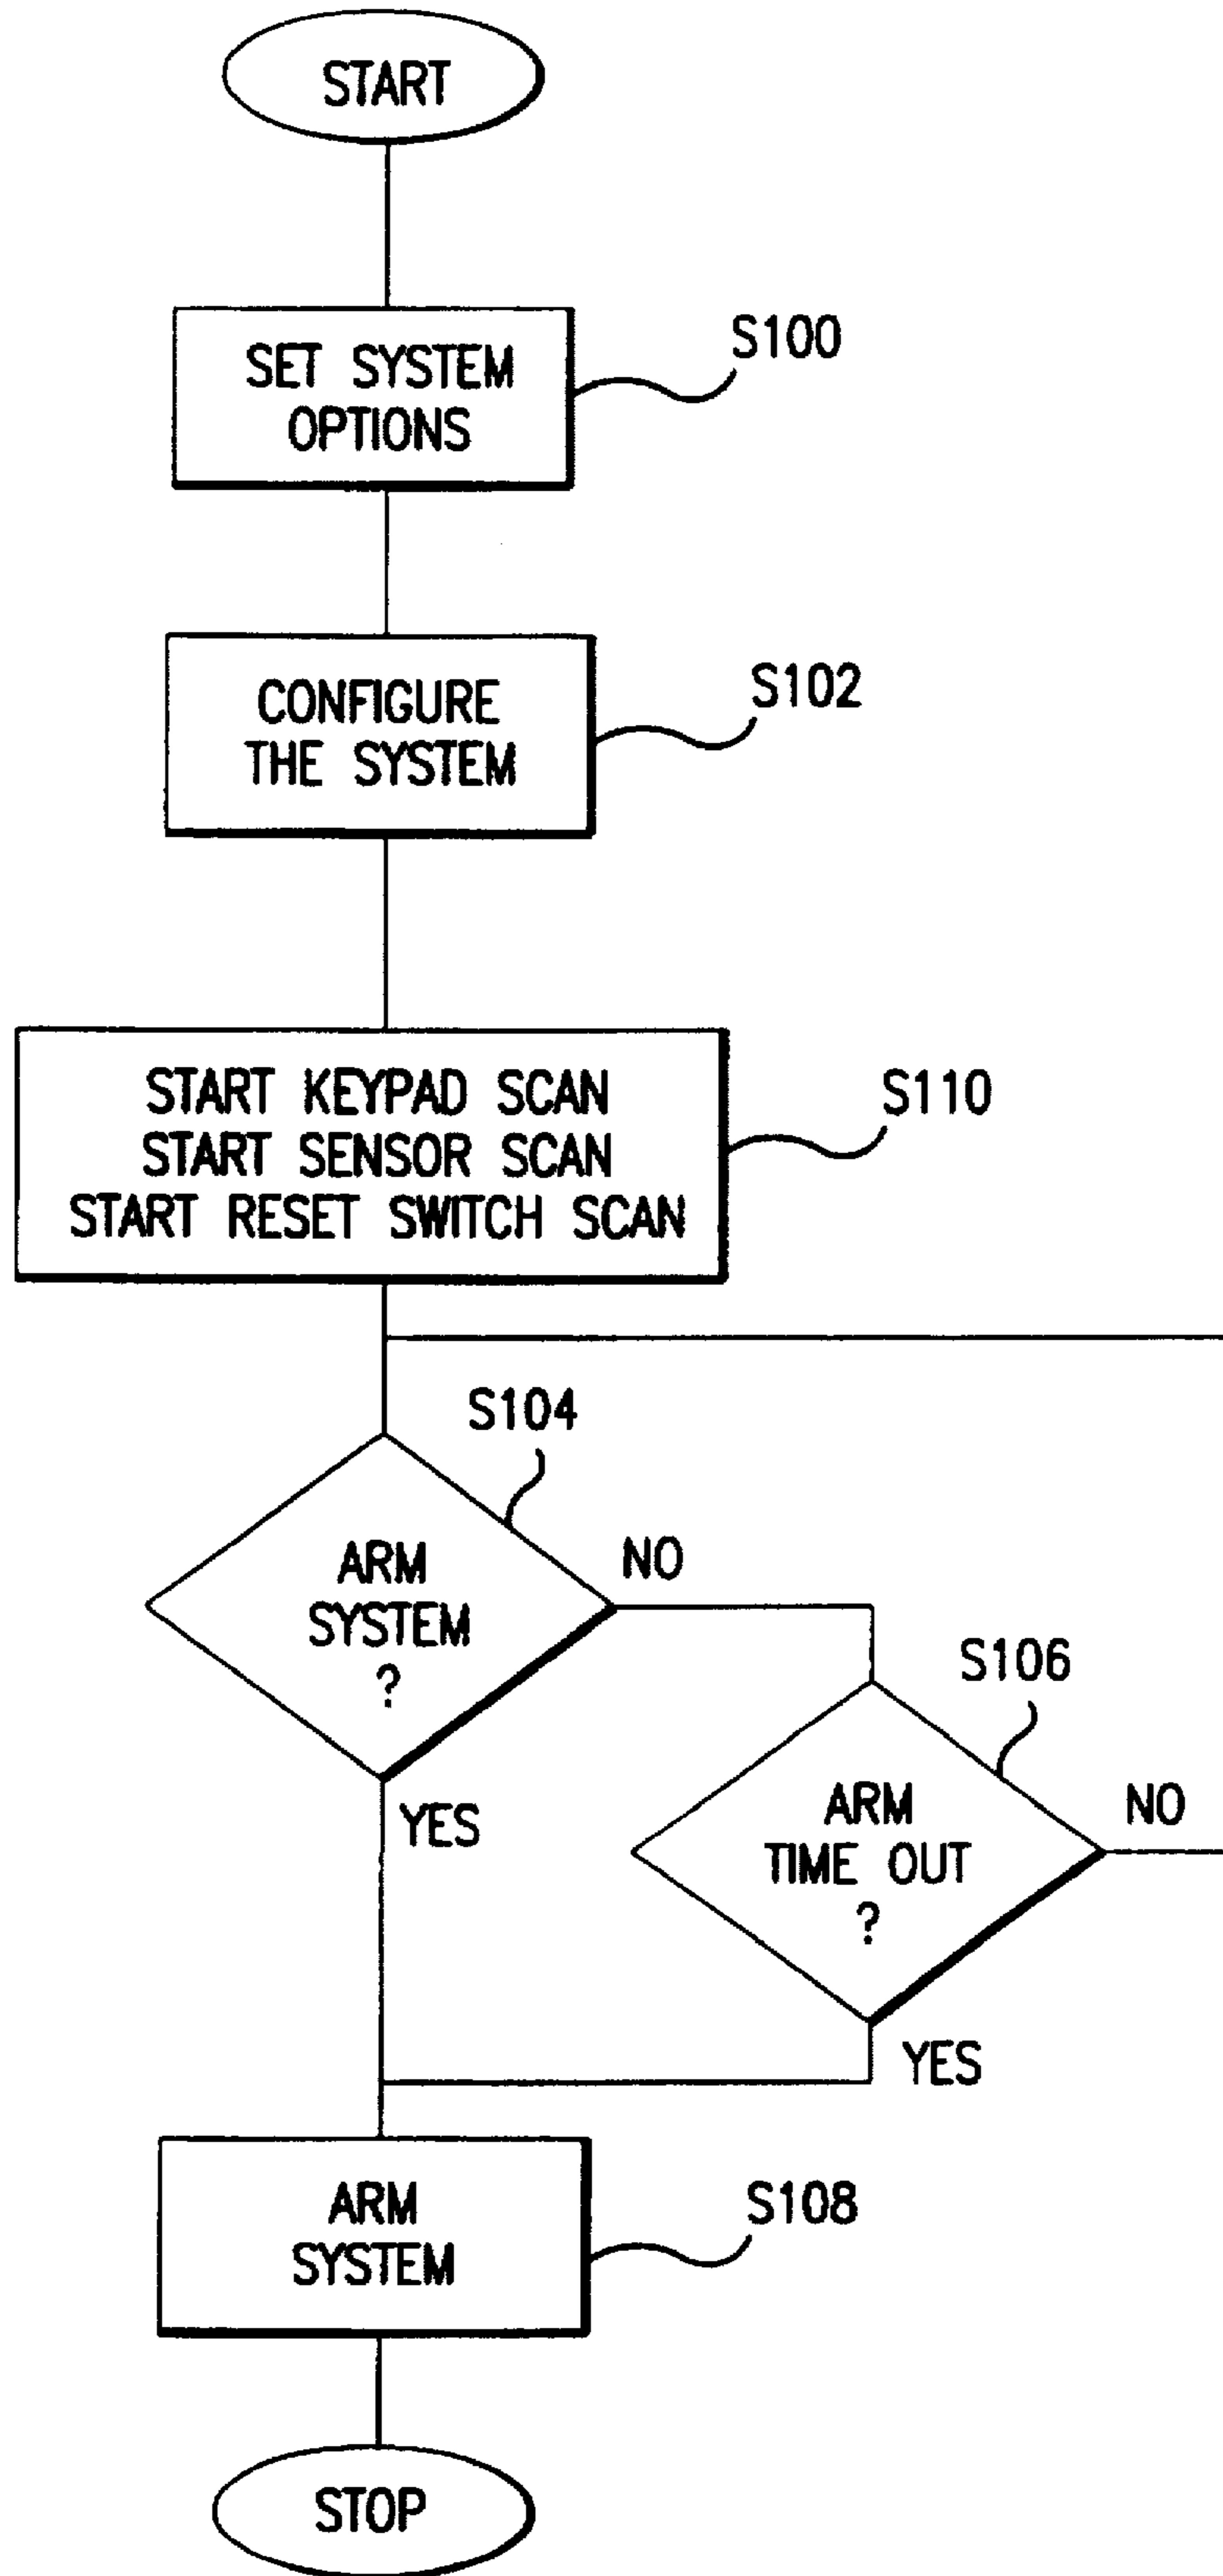 START
SET SYSTEM
OPTIONS
S100
CONFIGURE
THE SYSTEM
S102
START KEYPAD SCAN
START SENSOR SCAN
START RESET SWITCH SCAN
S110
S104
ARM
SYSTEM
?
NO
YES
S106
ARM
TIME OUT
?
NO
YES
ARM
SYSTEM
S108
STOP